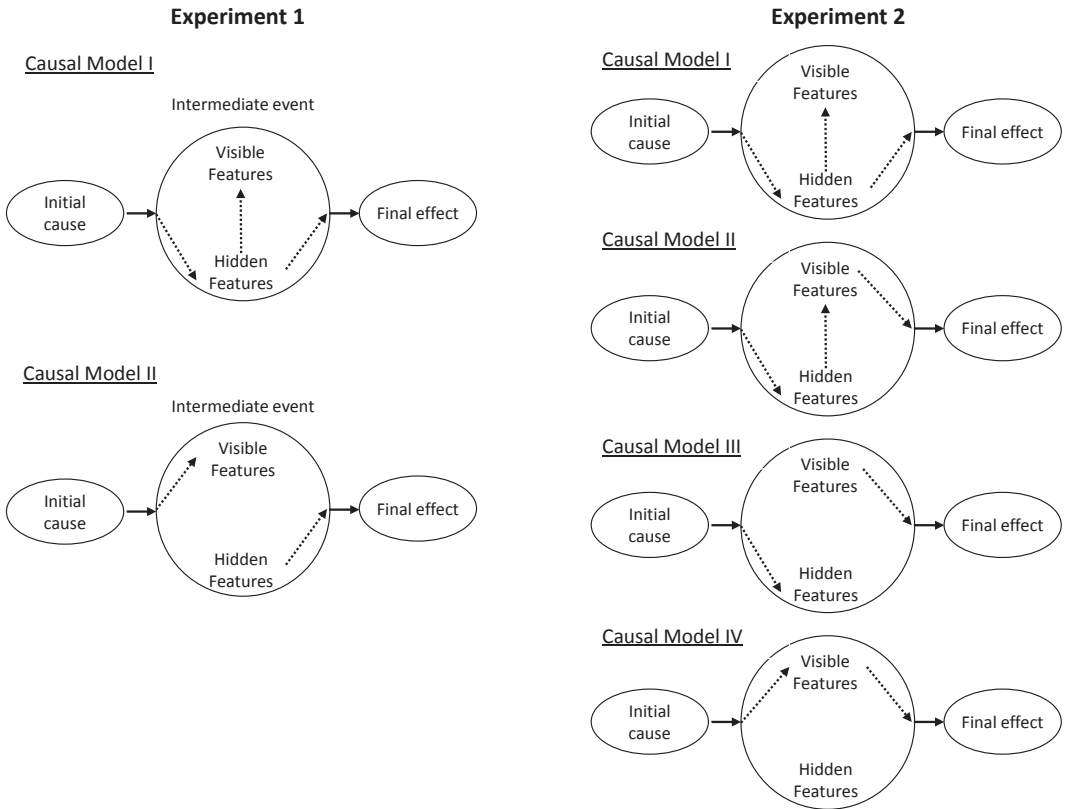 Experiment 1
Causal Model I
Intermediate event
Visible
Features
Initial
cause
Final effect
Hidden
Features
Causal Model II
Intermediate event
Visible
Features
Initial
cause
Final effect
Hidden
Features
Experiment 2
Causal Model I
Visible
Features
Initial
cause
Final effect
Hidden
Features
Causal Model II
Visible
Features
Initial
cause
Final effect
Hidden
Features
Causal Model III
Visible
Features
Initial
cause
Final effect
Hidden
Features
Causal Model IV
Visible
Features
Initial
cause
Final effect
Hidden
Features